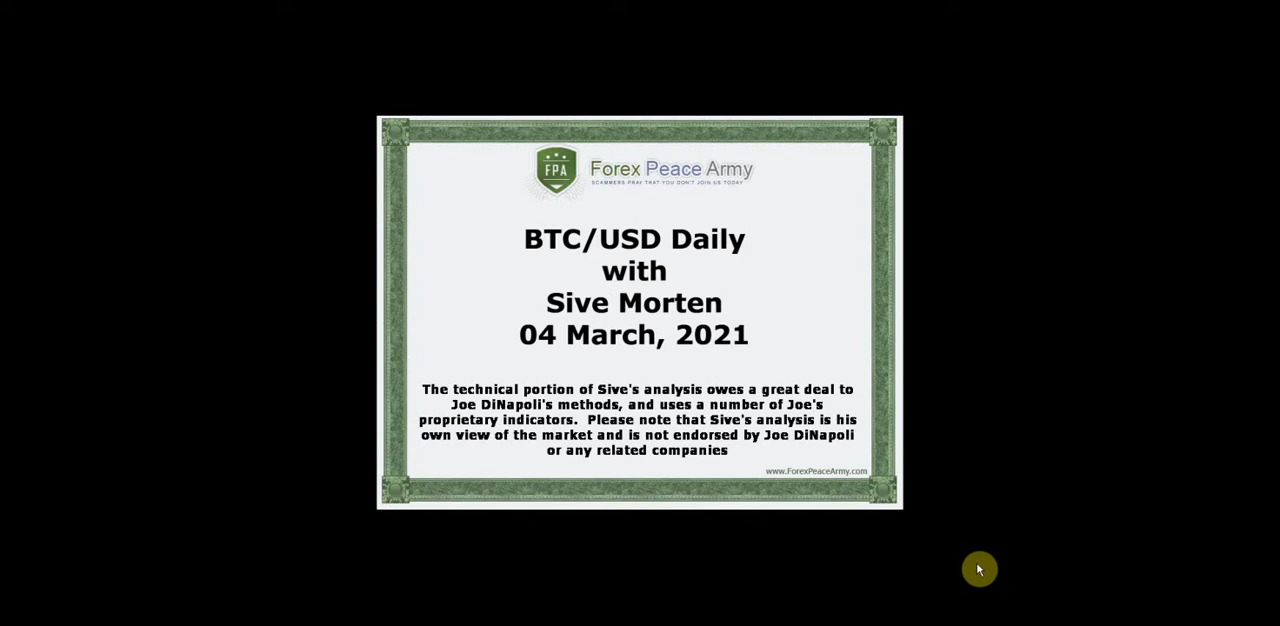 FPA
Forex Peace Army
SCAMMERS PRAY THAT YOU DON'T JOIN US TODAY
BTC/USD Daily
with
Sive Morten
04 March, 2021
The technical portion of Sive's analysis owes a great deal to
Joe DiNapoli's methods, and uses a number of Joe's
proprietary indicators.  Please note that Sive's analysis is his
own view of the market and is not endorsed by Joe DiNapoli
or any related companies
www.ForexPeaceArmy.com